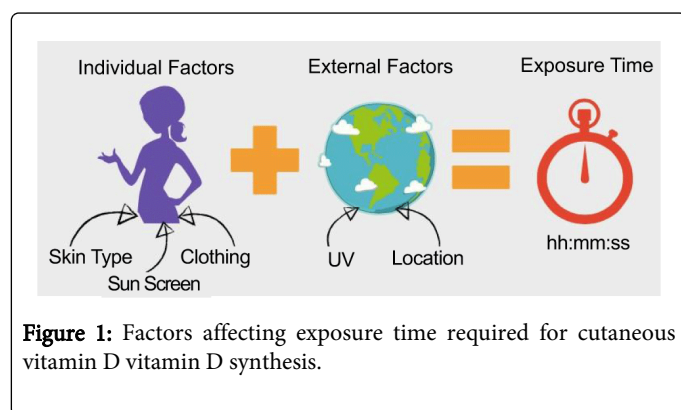 Individual Factors
External Factors
Exposure Time
Skin Type
Sun Screen
Clothing
UV
Location
hh:mm:ss
Figure 1: Factors affecting exposure time required for cutaneous
vitamin D vitamin D synthesis.